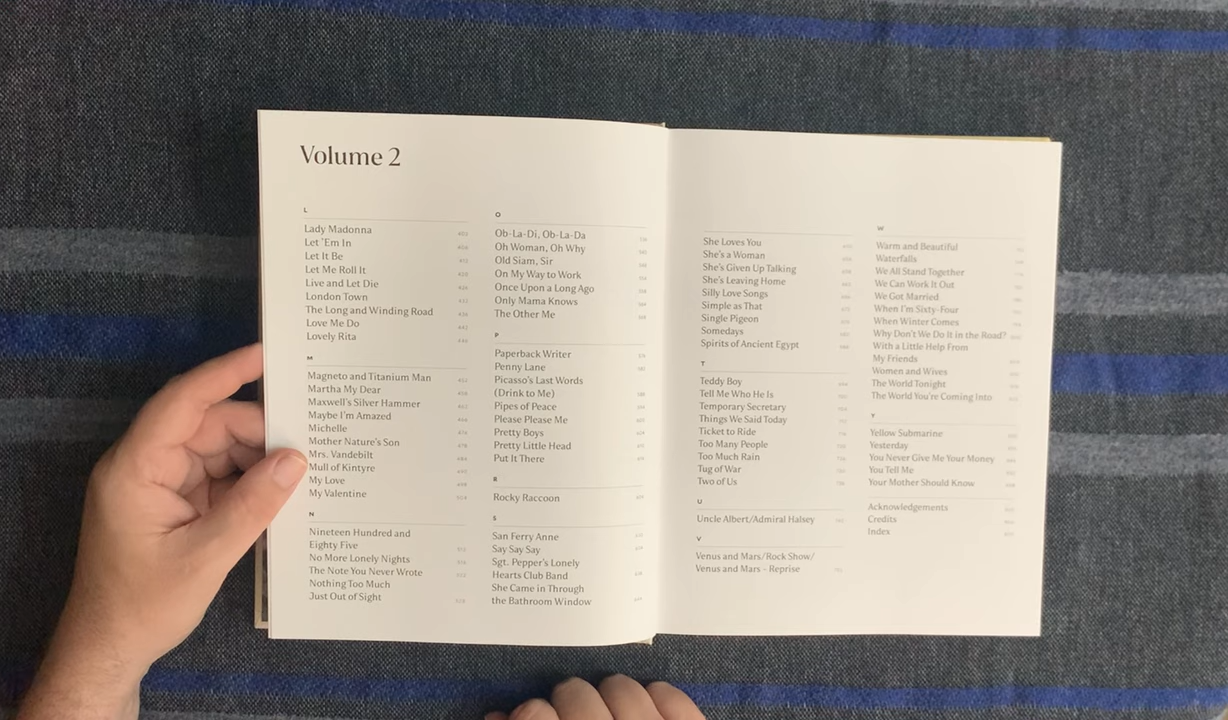 Volume 2
L
Lady Madonna
Let 'Em In
Let It Be
Let Me Roll It
Live and Let Die
London Town
The Long and Winding Road
Love Me Do
Lovely Rita
M
Magneto and Titanium Man
Martha My Dear
Maxwell's Silver Hammer
Maybe I'm Amazed
Michelle
Mother Nature's Son
Mrs. Vandebilt
Mull of Kintyre
My Love
My Valentine
N
Nineteen Hundred and
Eighty Five
No More Lonely Nights
The Note You Never Wrote
Nothing Too Much
Just Out of Sight
O
Ob-La-Di, Ob-La-Da
Oh Woman, Oh Why
Old Siam, Sir
On My Way to Work
Once Upon a Long Ago
Only Mama Knows
The Other Me
P
Paperback Writer
Penny Lane
Picasso's Last Words
(Drink to Me)
Pipes of Peace
Please Please Me
Pretty Boys
Pretty Little Head
Put It There
R
Rocky Raccoon
S
San Ferry Anne
Say Say Say
Sgt. Pepper's Lonely
Hearts Club Band
She Came in Through
the Bathroom Window
She Loves You
She's a Woman
She's Given Up Talking
She's Leaving Home
Silly Love Songs
Simple as That
Single Pigeon
Somedays
Spirits of Ancient Egypt
T
Teddy Boy
Tell Me Who He Is
Temporary Secretary
Things We Said Today
Ticket to Ride
Too Many People
Too Much Rain
Tug of War
Two of Us
U
Uncle Albert/Admiral Halsey
V
Venus and Mars/Rock Show/
Venus and Mars - Reprise
W
Warm and Beautiful
Waterfalls
We All Stand Together
We Can Work It Out
We Got Married
When I'm Sixty-Four
When Winter Comes
Why Don't We Do It in the Road?
With a Little Help From
My Friends
Women and Wives
The World Tonight
The World You're Coming Into
Y
Yellow Submarine
Yesterday
You Never Give Me Your Money
You Tell Me
Your Mother Should Know
Acknowledgements
Credits
Index